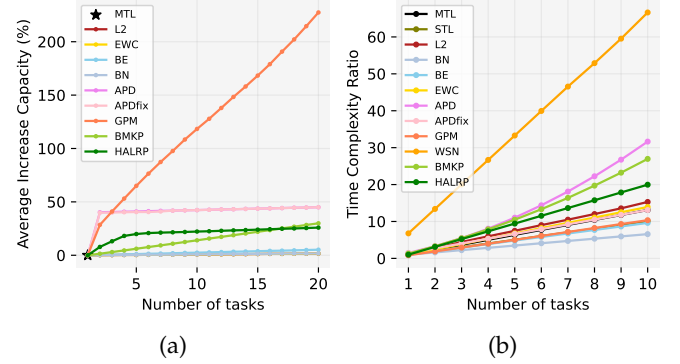 Average Increase Capacity (%)
200
150
100
50
0
MTL
L2
EWC
BE
BN
APD
APDfix
GPM
BMKP
HALRP
5
10
15
20
Number of tasks
(a)
Time Complexity Ratio
60
50
40
30
20
10
0
MTL
STL
L2
BN
BE
EWC
APD
APDfix
GPM
WSN
BMKP
HALRP
1 2 3 4 5 6 7 8 9 10
Number of tasks
(b)